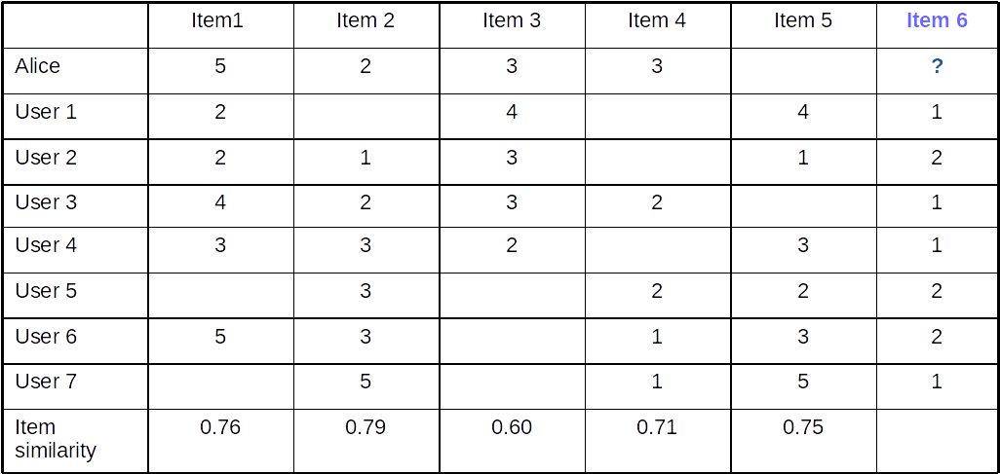 Item1 Item 2 Item 3 Item 4 Item 5 Item 6
Alice 5 2 3 3 ?
User 1 2 4 4 1
User 2 2 1 3 1 2
User 3 4 2 3 2 1
User 4 3 3 2 3 1
User 5 3 2 2 2
User 6 5 3 1 3 2
User 7 5 1 5 1
Item similarity 0.76 0.79 0.60 0.71 0.75